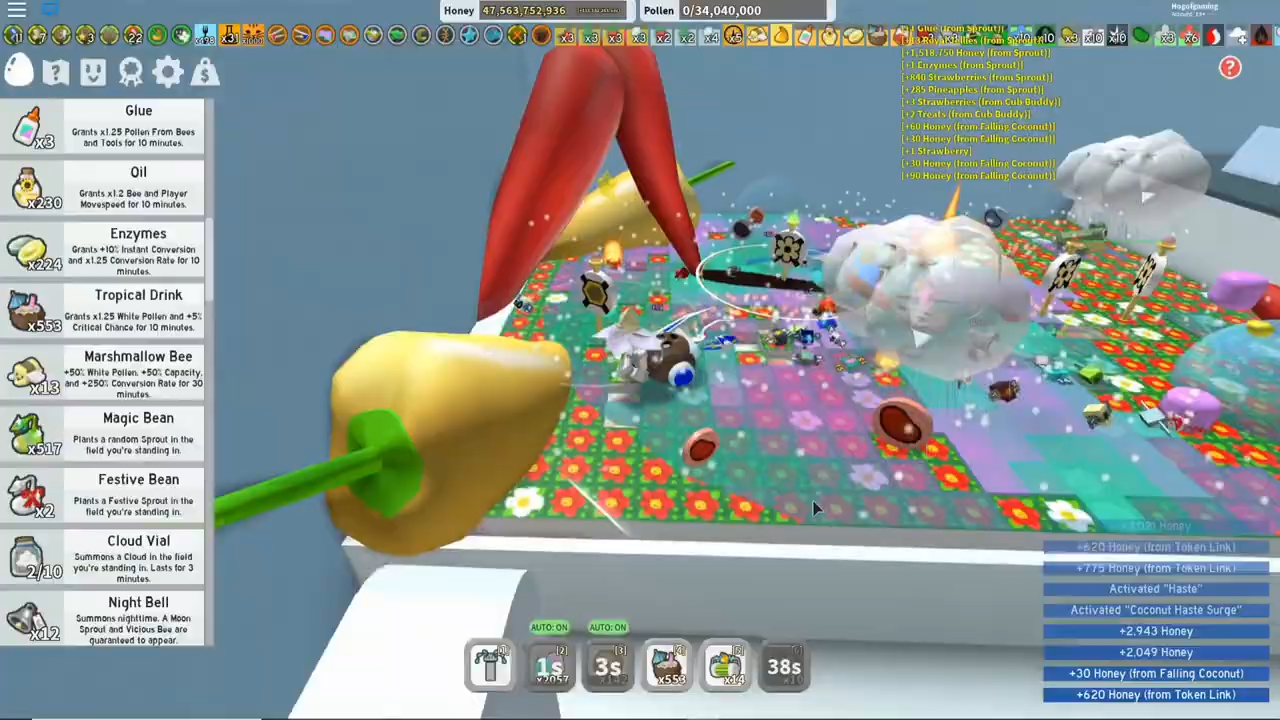 Honey 47,563,752,936
Pollen 0/34,040,000
Hogofgaming
[+1,518,750 Honey (from Sprout)]
[+1 Enzymes (from Sprout)]
[+840 Strawberries (from Sprout)]
[+285 Pineapples (from Sprout)]
[+3 Strawberries (from Cub Buddy)]
[+2 Treats (from Cub Buddy)]
[+60 Honey (from Falling Coconut)]
[+30 Honey (from Falling Coconut)]
[+1 Strawberry]
[+30 Honey (from Falling Coconut)]
[+90 Honey (from Falling Coconut)]
?
Glue
x3
Grants x1.25 Pollen From Bees
and Tools for 10 minutes.
Oil
x230
Grants x1.2 Bee and Player
Movespeed for 10 minutes.
Enzymes
x224
Grants +10% Instant Conversion
and x1.25 Conversion Rate for 10
minutes.
Tropical Drink
x553
Grants x1.25 White Pollen and +5%
Critical Chance for 10 minutes.
Marshmallow Bee
x13
+50% White Pollen, +50% Capacity,
and +250% Conversion Rate for 30
minutes.
Magic Bean
x517
Plants a random Sprout in the
field you're standing in.
Festive Bean
x2
Plants a Festive Sprout in the
field you're standing in.
Cloud Vial
2/10
Summons a Cloud in the field
you're standing in. Lasts for 3
minutes.
Night Bell
x12
Summons nighttime. A Moon
Sprout and Vicious Bee are
guaranteed to appear.
AUTO: ON
AUTO: ON
1s
x2057
3s
x553
x14
38s
+620 Honey (from Token Link)
+775 Honey (from Token Link)
Activated "Haste"
Activated "Coconut Haste Surge"
+2,943 Honey
+2,049 Honey
+30 Honey (from Falling Coconut)
+620 Honey (from Token Link)